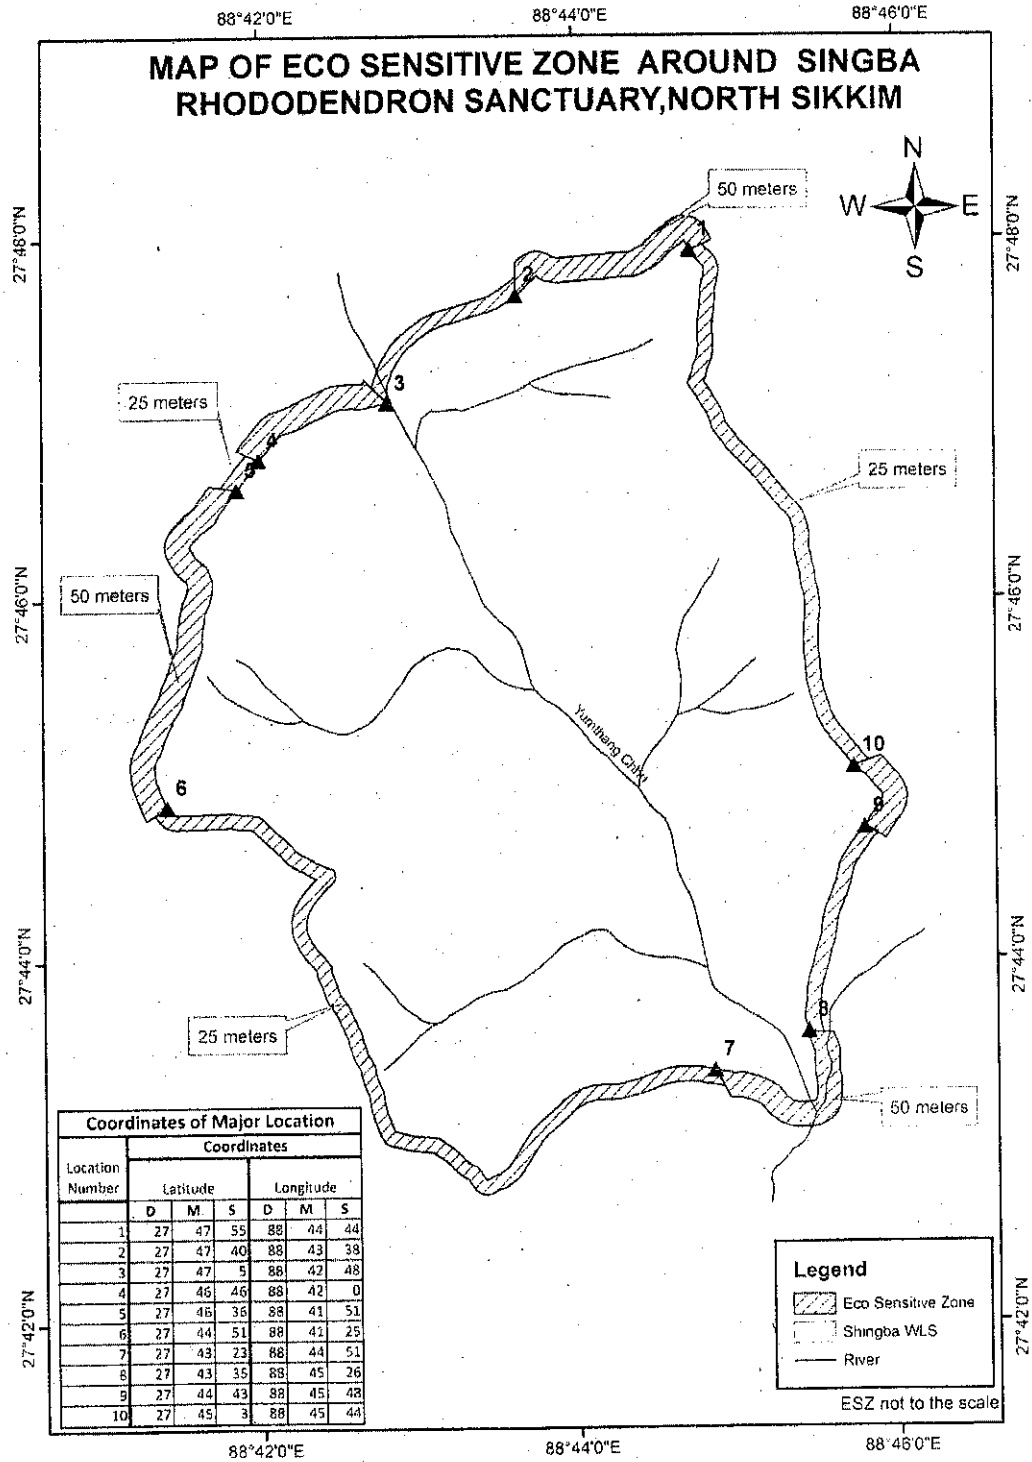 88°42'0"E 88°44'0"E 88°46'0"E
MAP OF ECO SENSITIVE ZONE AROUND SINGBA
RHODODENDRON SANCTUARY,NORTH SIKKIM
N
W E
S
50 meters
27°48'0"N 27°48'0"N
1
2
3
25 meters
4
5
25 meters
27°46'0"N 27°46'0"N
50 meters
Yumthang Chhu
10
6
9
27°44'0"N 27°44'0"N
8
25 meters
7
50 meters
Coordinates of Major Location
Coordinates
Location
Number Latitude Longitude
D M S D M S
1 27 47 55 88 44 44
2 27 47 40 88 43 38
3 27 47 5 88 42 48
4 27 46 46 88 42 0
5 27 46 36 88 41 51
6 27 44 51 88 41 25
7 27 43 23 88 44 51
8 27 43 35 88 45 26
9 27 44 43 88 45 48
10 27 45 3 88 45 44
Legend
Eco Sensitive Zone
Shingba WLS
River
27°42'0"N 27°42'0"N
ESZ not to the scale
88°42'0"E 88°44'0"E 88°46'0"E